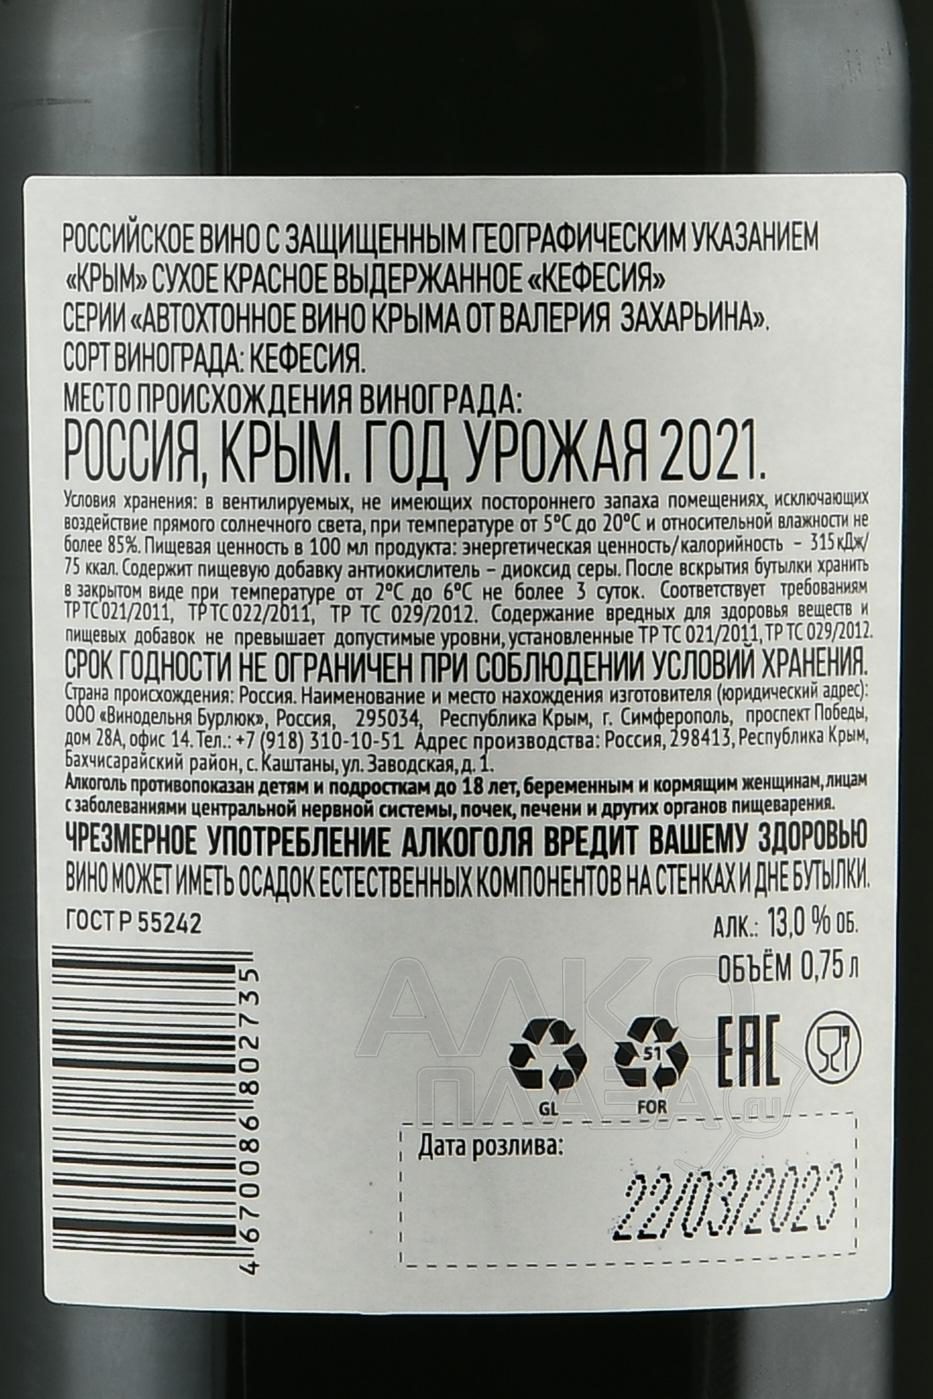 РОССИЙСКОЕ ВИНО С ЗАЩИЩЕННЫМ ГЕОГРАФИЧЕСКИМ УКАЗАНИЕМ
«КРЫМ» СУХОЕ КРАСНОЕ ВЫДЕРЖАННОЕ «КЕФЕСИЯ»
СЕРИИ «АВТОХТОННОЕ ВИНО КРЫМА ОТ ВАЛЕРИЯ ЗАХАРЬИНА».
СОРТ ВИНОГРАДА: КЕФЕСИЯ.
МЕСТО ПРОИСХОЖДЕНИЯ ВИНОГРАДА:
РОССИЯ, КРЫМ. ГОД УРОЖАЯ 2021.
Условия хранения: в вентилируемых, не имеющих постороннего запаха помещениях, исключающих
воздействие прямого солнечного света, при температуре от 5°С до 20°С и относительной влажности не
более 85%. Пищевая ценность в 100 мл продукта: энергетическая ценность/калорийность – 315 кДж/
75 ккал. Содержит пищевую добавку антиокислитель – диоксид серы. После вскрытия бутылки хранить
в закрытом виде при температуре от 2°С до 6°С не более 3 суток. Соответствует требованиям
ТР ТС 021/2011, ТР ТС 022/2011, ТР ТС 029/2012. Содержание вредных для здоровья веществ и
пищевых добавок не превышает допустимые уровни, установленные ТР ТС 021/2011, ТР ТС 029/2012.
СРОК ГОДНОСТИ НЕ ОГРАНИЧЕН ПРИ СОБЛЮДЕНИИ УСЛОВИЙ ХРАНЕНИЯ.
Страна происхождения: Россия. Наименование и место нахождения изготовителя (юридический адрес):
ООО «Винодельня Бурлюк», Россия, 295034, Республика Крым, г. Симферополь, проспект Победы,
дом 28А, офис 14. Тел.: +7 (918) 310-10-51 Адрес производства: Россия, 298413, Республика Крым,
Бахчисарайский район, с. Каштаны, ул. Заводская, д. 1.
Алкоголь противопоказан детям и подросткам до 18 лет, беременным и кормящим женщинам, лицам
с заболеваниями центральной нервной системы, почек, печени и других органов пищеварения.
ЧРЕЗМЕРНОЕ УПОТРЕБЛЕНИЕ АЛКОГОЛЯ ВРЕДИТ ВАШЕМУ ЗДОРОВЬЮ
ВИНО МОЖЕТ ИМЕТЬ ОСАДОК ЕСТЕСТВЕННЫХ КОМПОНЕНТОВ НА СТЕНКАХ И ДНЕ БУТЫЛКИ.
ГОСТ Р 55242
АЛК.: 13,0 % ОБ.
ОБЪЁМ 0,75 л
4670086802735
АЛКО
ПЛАЗА.ru
51
EAC
GL
FOR
Дата розлива:
22/03/2023